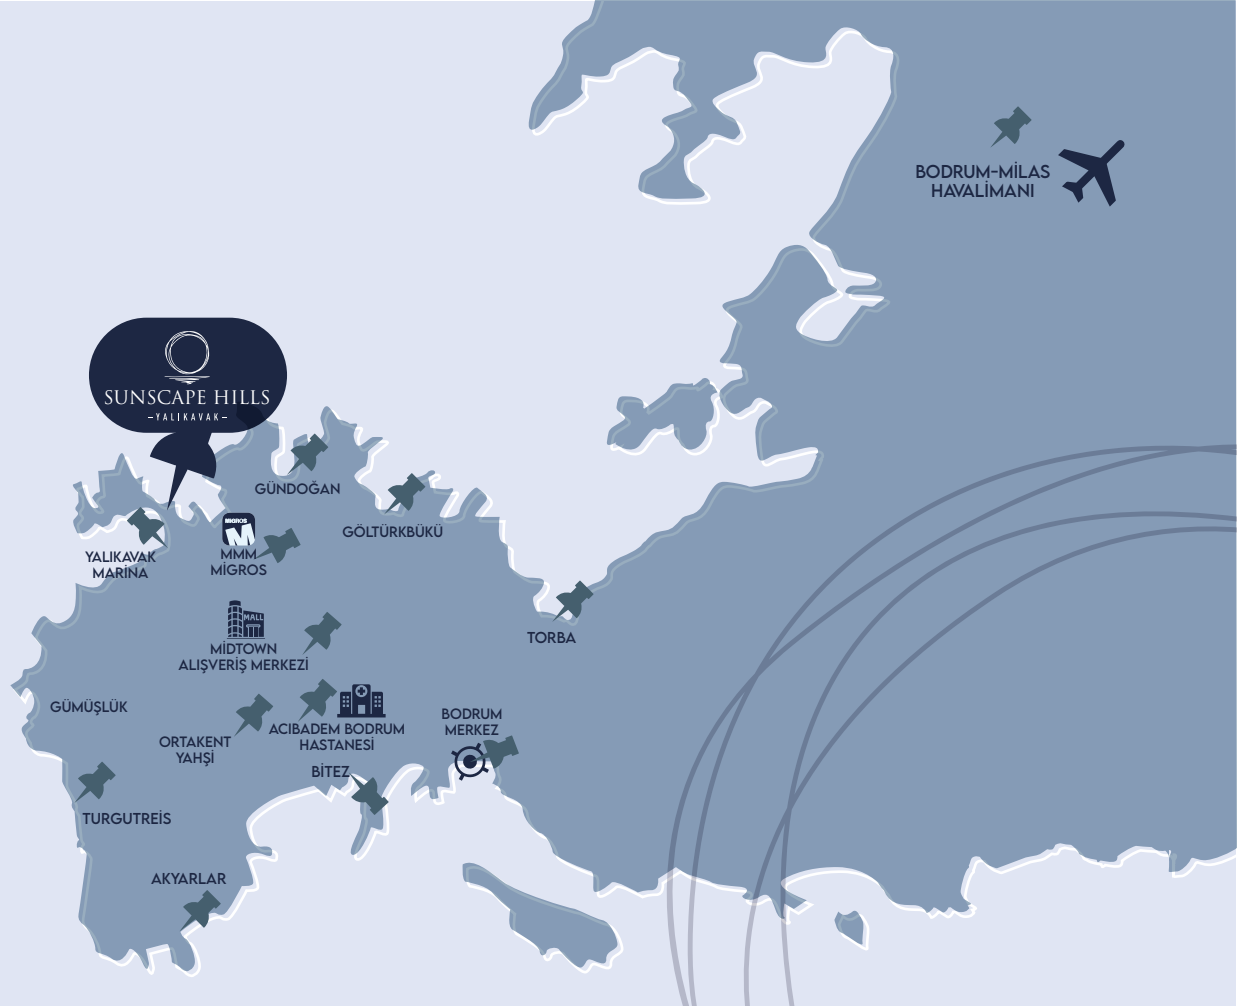 BODRUM-MİLAS
HAVALİMANI
SUNSCAPE HILLS
-YALIKAVAK-
GÜNDOĞAN
GÖLTÜRKBÜKÜ
MIGROS
M
YALIKAVAK
MARİNA
MMM
MİGROS
MALL
MİDTOWN
ALIŞVERİŞ MERKEZİ
TORBA
GÜMÜŞLÜK
ORTAKENT
YAHŞİ
ACIBADEM BODRUM
HASTANESİ
BODRUM
MERKEZ
BİTEZ
TURGUTREİS
AKYARLAR